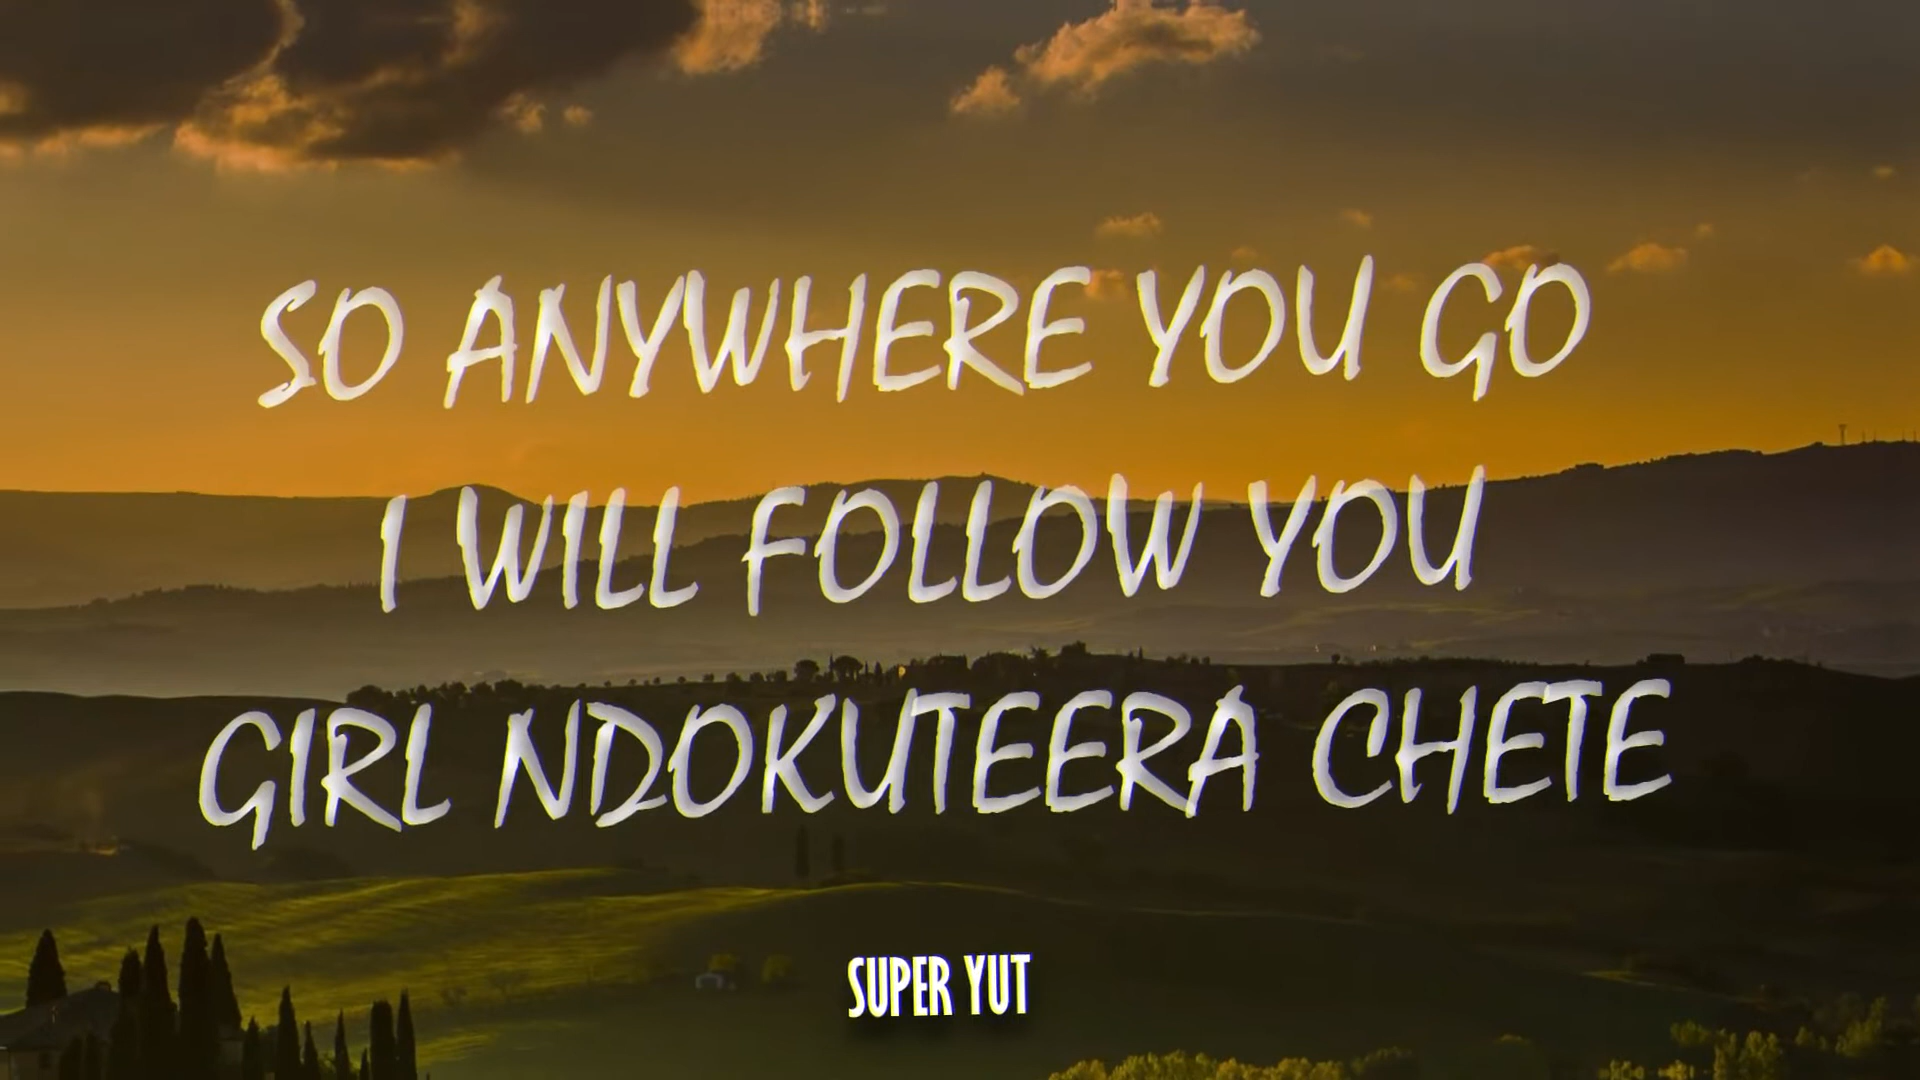 SO ANYWHERE YOU GO
I WILL FOLLOW YOU
GIRL NDOKUTEERA CHETE
SUPER YUT